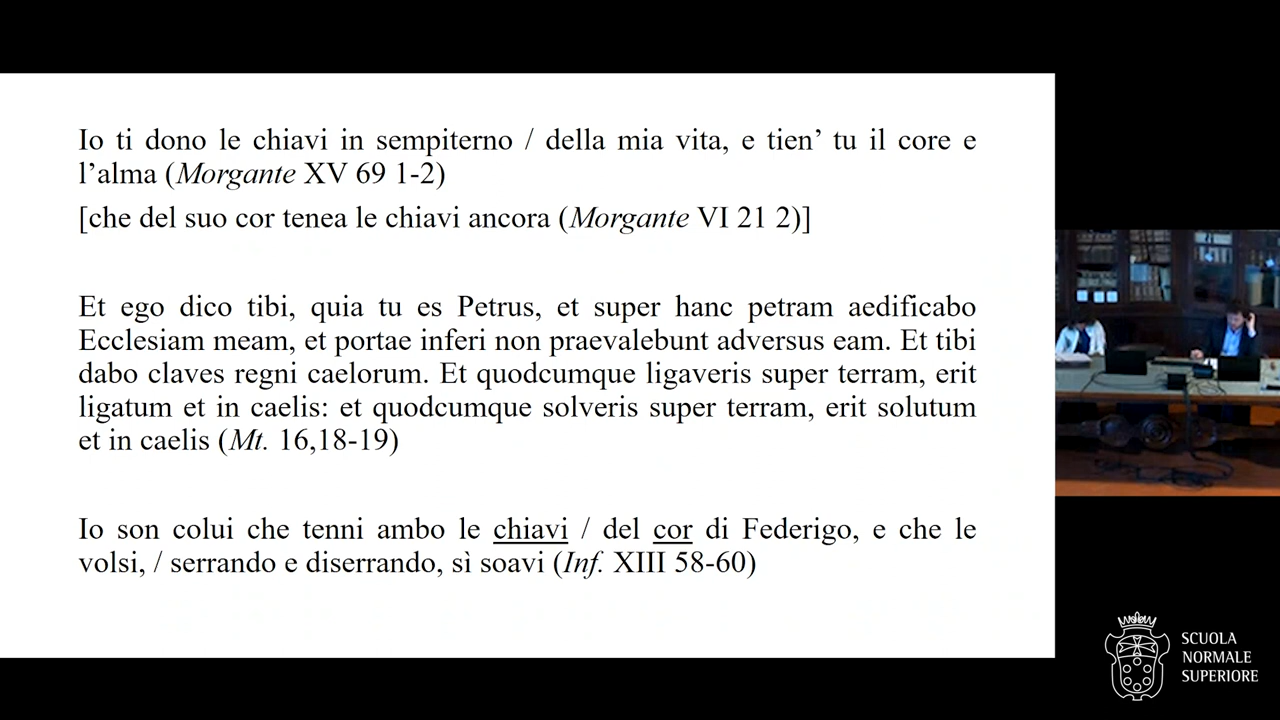 Io ti dono le chiavi in sempiterno / della mia vita, e tien’ tu il core e
l’alma (Morgante XV 69 1-2)
[che del suo cor tenea le chiavi ancora (Morgante VI 21 2)]
Et ego dico tibi, quia tu es Petrus, et super hanc petram aedificabo
Ecclesiam meam, et portae inferi non praevalebunt adversus eam. Et tibi
dabo claves regni caelorum. Et quodcumque ligaveris super terram, erit
ligatum et in caelis: et quodcumque solveris super terram, erit solutum
et in caelis (Mt. 16,18-19)
Io son colui che tenni ambo le chiavi / del cor di Federigo, e che le
volsi, / serrando e diserrando, sì soavi (Inf. XIII 58-60)
SCUOLA
NORMALE
SUPERIORE